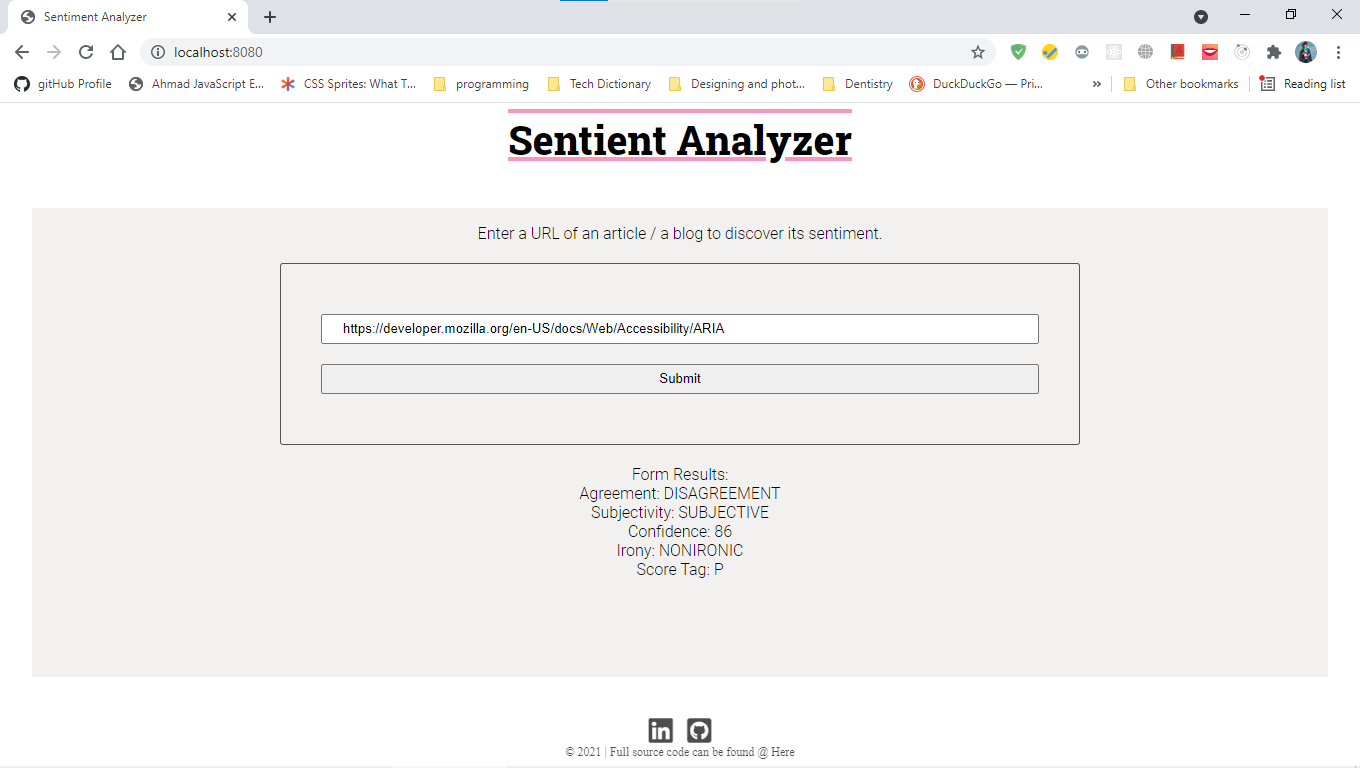 Sentiment Analyzer
localhost:8080
gitHub Profile Ahmad JavaScript E... CSS Sprites: What T... programming Tech Dictionary Designing and phot... Dentistry DuckDuckGo — Pri... » Other bookmarks Reading list
Sentient Analyzer
Enter a URL of an article / a blog to discover its sentiment.
https://developer.mozilla.org/en-US/docs/Web/Accessibility/ARIA
Submit
Form Results:
Agreement: DISAGREEMENT
Subjectivity: SUBJECTIVE
Confidence: 86
Irony: NONIRONIC
Score Tag: P
in
© 2021 | Full source code can be found @ Here